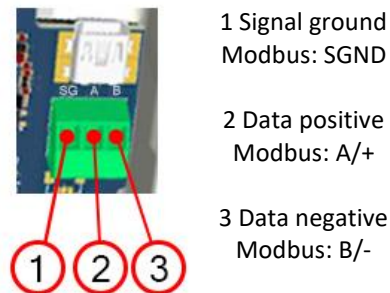 SG A B
1 2 3
1 Signal ground
Modbus: SGND
2 Data positive
Modbus: A/+
3 Data negative
Modbus: B/-